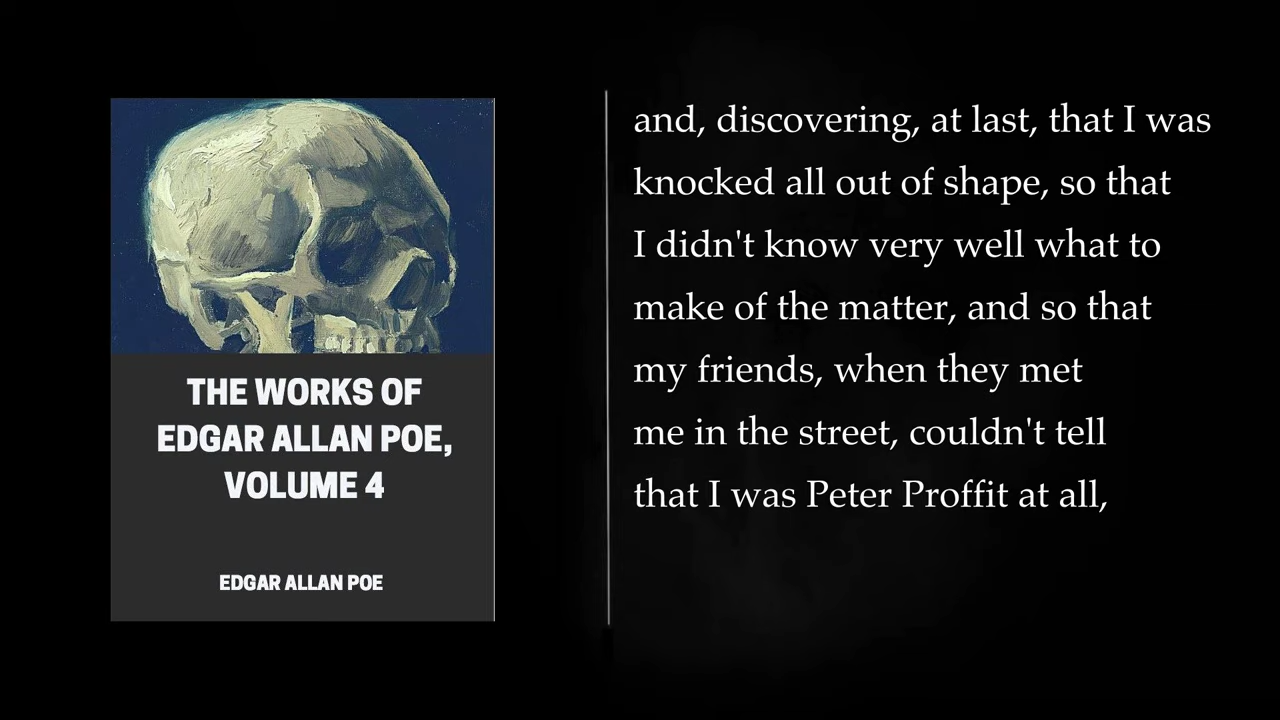 THE WORKS OF
EDGAR ALLAN POE,
VOLUME 4
EDGAR ALLAN POE
and, discovering, at last, that I was
knocked all out of shape, so that
I didn't know very well what to
make of the matter, and so that
my friends, when they met
me in the street, couldn't tell
that I was Peter Proffit at all,